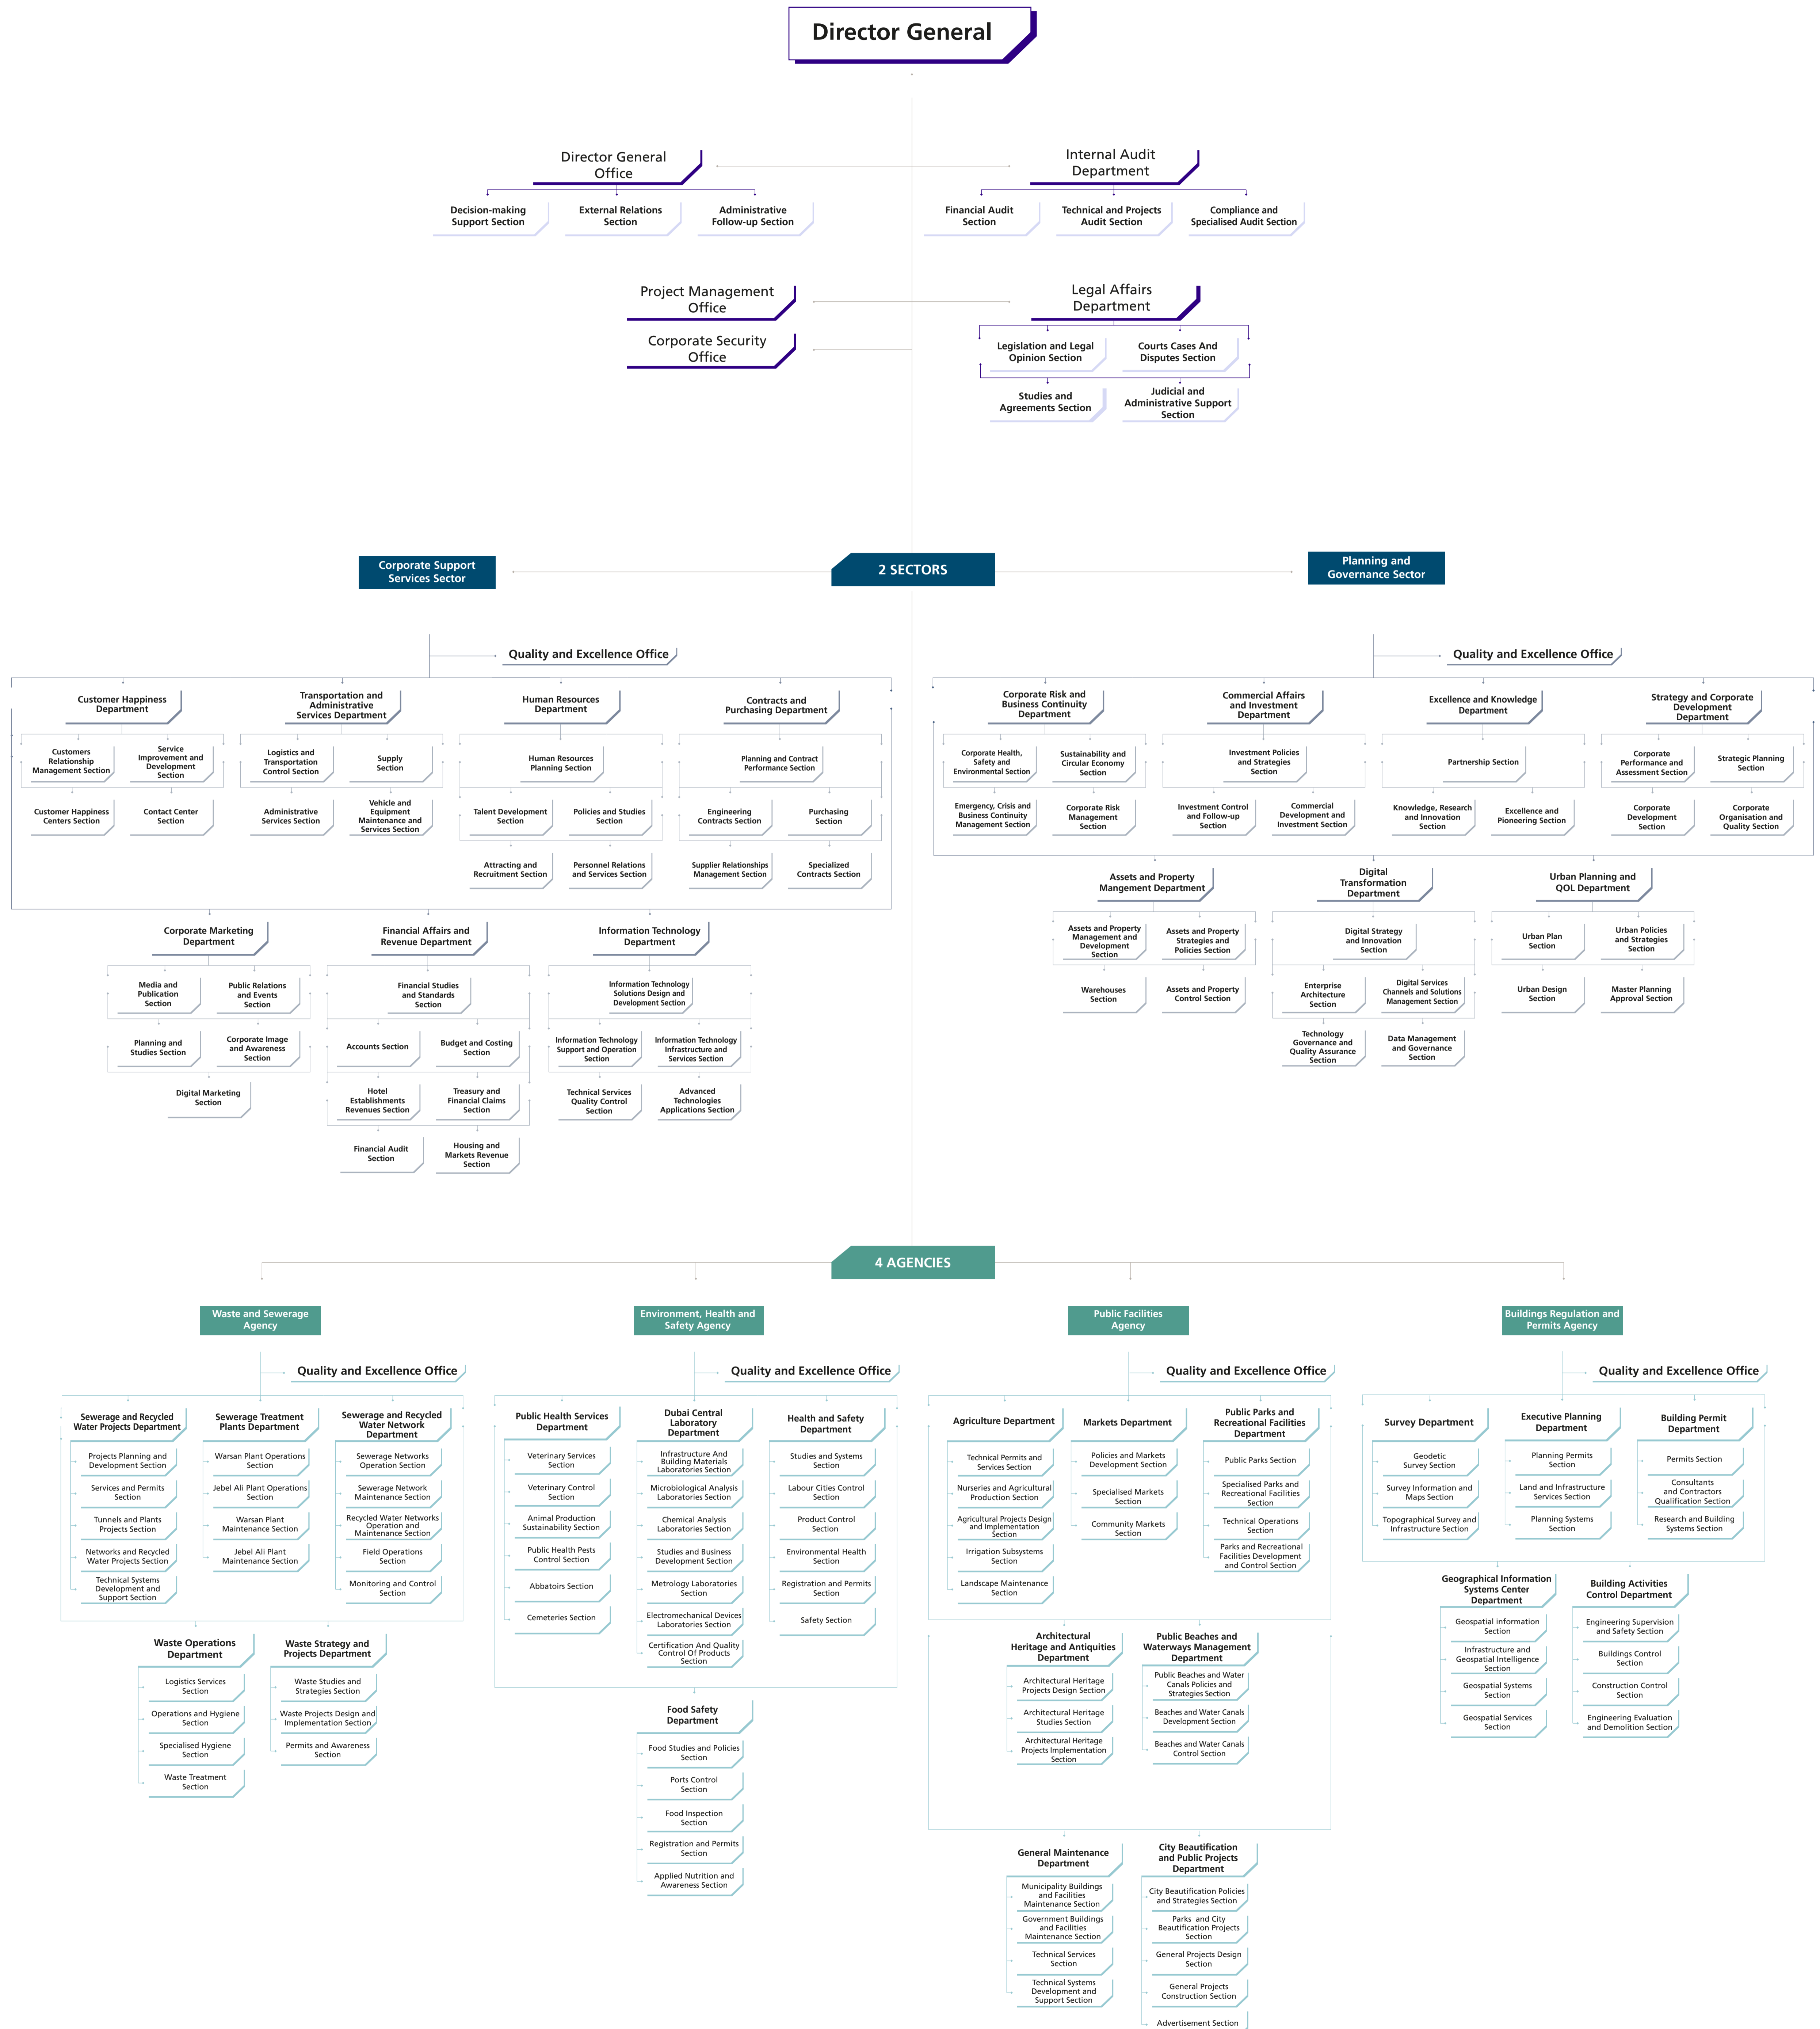 Director General
Director General
Office
Internal Audit
Department
Decision-making
Support Section
External Relations
Section
Administrative
Follow-up Section
Financial Audit
Section
Technical and Projects
Audit Section
Compliance and
Specialised Audit Section
Project Management
Office
Legal Affairs
Department
Corporate Security
Office
Legislation and Legal
Opinion Section
Courts Cases And
Disputes Section
Studies and
Agreements Section
Judicial and
Administrative Support
Section
Corporate Support
Services Sector
2 SECTORS
Planning and
Governance Sector
Quality and Excellence Office
Customer Happiness
Department
Transportation and
Administrative
Services Department
Human Resources
Department
Contracts and
Purchasing Department
Customers
Relationship
Management Section
Service
Improvement and
Development
Section
Logistics and
Transportation
Control Section
Supply
Section
Human Resources
Planning Section
Planning and Contract
Performance Section
Customer Happiness
Centers Section
Contact Center
Section
Administrative
Services Section
Vehicle and
Equipment
Maintenance and
Services Section
Talent Development
Section
Policies and Studies
Section
Engineering
Contracts Section
Purchasing
Section
Attracting and
Recruitment Section
Personnel Relations
and Services Section
Supplier Relationships
Management Section
Specialized
Contracts Section
Corporate Marketing
Department
Financial Affairs and
Revenue Department
Information Technology
Department
Media and
Publication
Section
Public Relations
and Events
Section
Financial Studies
and Standards
Section
Information Technology
Solutions Design and
Development Section
Planning and
Studies Section
Corporate Image
and Awareness
Section
Accounts Section
Budget and Costing
Section
Information Technology
Support and Operation
Section
Information Technology
Infrastructure and
Services Section
Digital Marketing
Section
Hotel
Establishments
Revenues Section
Treasury and
Financial Claims
Section
Technical Services
Quality Control
Section
Advanced
Technologies
Applications Section
Financial Audit
Section
Housing and
Markets Revenue
Section
Quality and Excellence Office
Corporate Risk and
Business Continuity
Department
Commercial Affairs
and Investment
Department
Excellence and Knowledge
Department
Strategy and Corporate
Development
Department
Corporate Health,
Safety and
Environmental Section
Sustainability and
Circular Economy
Section
Investment Policies
and Strategies
Section
Partnership Section
Corporate
Performance and
Assessment Section
Strategic Planning
Section
Emergency, Crisis and
Business Continuity
Management Section
Corporate Risk
Management
Section
Investment Control
and Follow-up
Section
Commercial
Development and
Investment Section
Knowledge, Research
and Innovation
Section
Excellence and
Pioneering Section
Corporate
Development
Section
Corporate
Organisation and
Quality Section
Assets and Property
Mangement Department
Digital
Transformation
Department
Urban Planning and
QOL Department
Assets and Property
Management and
Development
Section
Assets and Property
Strategies and
Policies Section
Digital Strategy
and Innovation
Section
Urban Plan
Section
Urban Policies
and Strategies
Section
Warehouses
Section
Assets and Property
Control Section
Enterprise
Architecture
Section
Digital Services
Channels and Solutions
Management Section
Urban Design
Section
Master Planning
Approval Section
Technology
Governance and
Quality Assurance
Section
Data Management
and Governance
Section
4 AGENCIES
Waste and Sewerage
Agency
Environment, Health and
Safety Agency
Public Facilities
Agency
Buildings Regulation and
Permits Agency
Quality and Excellence Office
Sewerage and Recycled
Water Projects Department
Sewerage Treatment
Plants Department
Sewerage and Recycled
Water Network
Department
Projects Planning and
Development Section
Services and Permits
Section
Tunnels and Plants
Projects Section
Networks and Recycled
Water Projects Section
Technical Systems
Development and
Support Section
Warsan Plant Operations
Section
Jebel Ali Plant Operations
Section
Warsan Plant
Maintenance Section
Jebel Ali Plant
Maintenance Section
Sewerage Networks
Operation Section
Sewerage Network
Maintenance Section
Recycled Water Networks
Operation and
Maintenance Section
Field Operations
Section
Monitoring and Control
Section
Waste Operations
Department
Waste Strategy and
Projects Department
Logistics Services
Section
Operations and Hygiene
Section
Specialised Hygiene
Section
Waste Treatment
Section
Waste Studies and
Strategies Section
Waste Projects Design and
Implementation Section
Permits and Awareness
Section
Quality and Excellence Office
Public Health Services
Department
Dubai Central
Laboratory
Department
Health and Safety
Department
Veterinary Services
Section
Veterinary Control
Section
Animal Production
Sustainability Section
Public Health Pests
Control Section
Abbatoirs Section
Cemeteries Section
Infrastructure And
Building Materials
Laboratories Section
Microbiological Analysis
Laboratories Section
Chemical Analysis
Laboratories Section
Studies and Business
Development Section
Metrology Laboratories
Section
Electromechanical Devices
Laboratories Section
Certification And Quality
Control Of Products
Section
Studies and Systems
Section
Labour Cities Control
Section
Product Control
Section
Environmental Health
Section
Registration and Permits
Section
Safety Section
Food Safety
Department
Food Studies and Policies
Section
Ports Control
Section
Food Inspection
Section
Registration and Permits
Section
Applied Nutrition and
Awareness Section
Quality and Excellence Office
Agriculture Department
Markets Department
Public Parks and
Recreational Facilities
Department
Technical Permits and
Services Section
Nurseries and Agricultural
Production Section
Agricultural Projects Design
and Implementation
Section
Irrigation Subsystems
Section
Landscape Maintenance
Section
Policies and Markets
Development Section
Specialised Markets
Section
Community Markets
Section
Public Parks Section
Specialised Parks and
Recreational Facilities
Section
Technical Operations
Section
Parks and Recreational
Facilities Development
and Control Section
Architectural
Heritage and Antiquities
Department
Public Beaches and
Waterways Management
Department
Architectural Heritage
Projects Design Section
Architectural Heritage
Studies Section
Architectural Heritage
Projects Implementation
Section
Public Beaches and Water
Canals Policies and
Strategies Section
Beaches and Water Canals
Development Section
Beaches and Water Canals
Control Section
General Maintenance
Department
City Beautification
and Public Projects
Department
Municipality Buildings
and Facilities
Maintenance Section
Government Buildings
and Facilities
Maintenance Section
Technical Services
Section
Technical Systems
Development and
Support Section
City Beautification Policies
and Strategies Section
Parks and City
Beautification Projects
Section
General Projects Design
Section
General Projects
Construction Section
Advertisement Section
Quality and Excellence Office
Survey Department
Executive Planning
Department
Building Permit
Department
Geodetic
Survey Section
Survey Information and
Maps Section
Topographical Survey and
Infrastructure Section
Planning Permits
Section
Land and Infrastructure
Services Section
Planning Systems
Section
Permits Section
Consultants
and Contractors
Qualification Section
Research and Building
Systems Section
Geographical Information
Systems Center
Department
Building Activities
Control Department
Geospatial information
Section
Infrastructure and
Geospatial Intelligence
Section
Geospatial Systems
Section
Geospatial Services
Section
Engineering Supervision
and Safety Section
Buildings Control
Section
Construction Control
Section
Engineering Evaluation
and Demolition Section